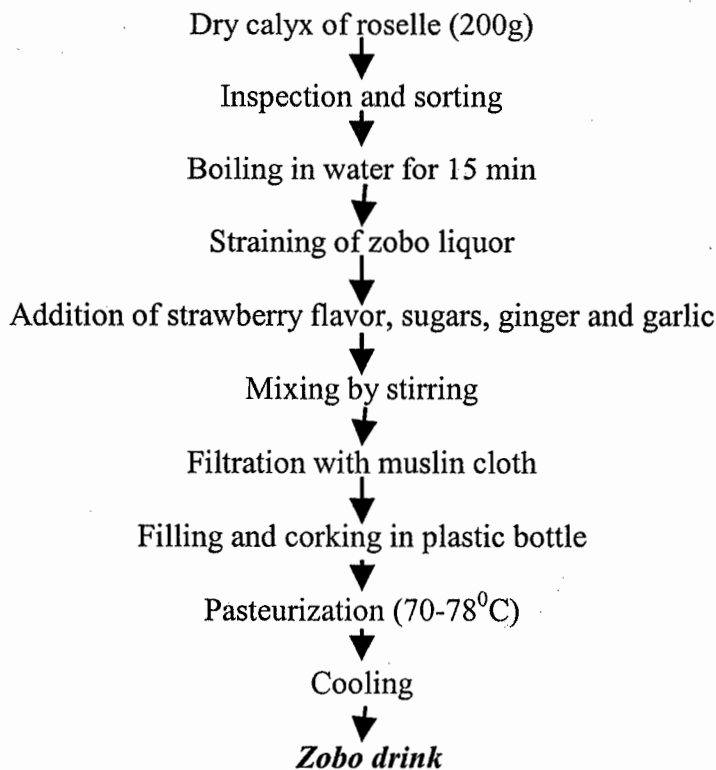 Dry calyx of roselle (200g)
Inspection and sorting
Boiling in water for 15 min
Straining of zobo liquor
Addition of strawberry flavor, sugars, ginger and garlic
Mixing by stirring
Filtration with muslin cloth
Filling and corking in plastic bottle
Pasteurization (70-78⁰C)
Cooling
Zobo drink